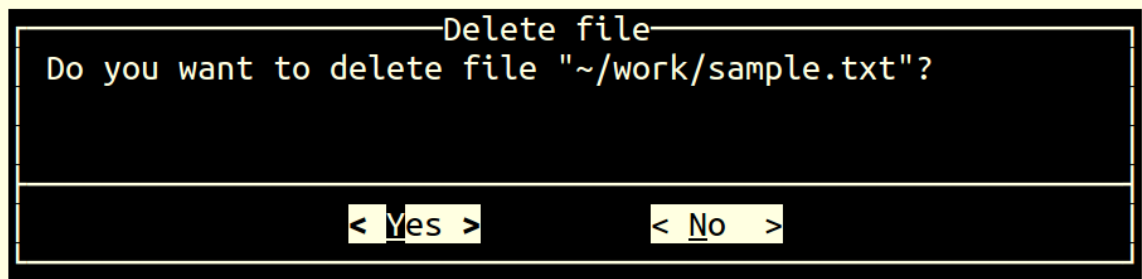 Delete file
Do you want to delete file "~/work/sample.txt"?
< Yes > < No >